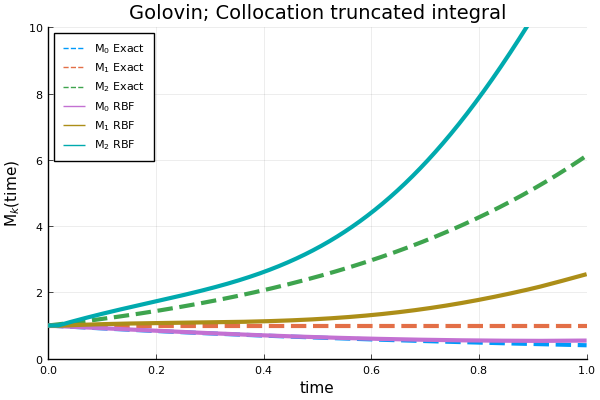 Golovin; Collocation truncated integral
10
8
6
4
2
0
M₀ Exact
M₁ Exact
M₂ Exact
M₀ RBF
M₁ RBF
M₂ RBF
Mₖ(time)
0.0 0.2 0.4 0.6 0.8 1.0
time